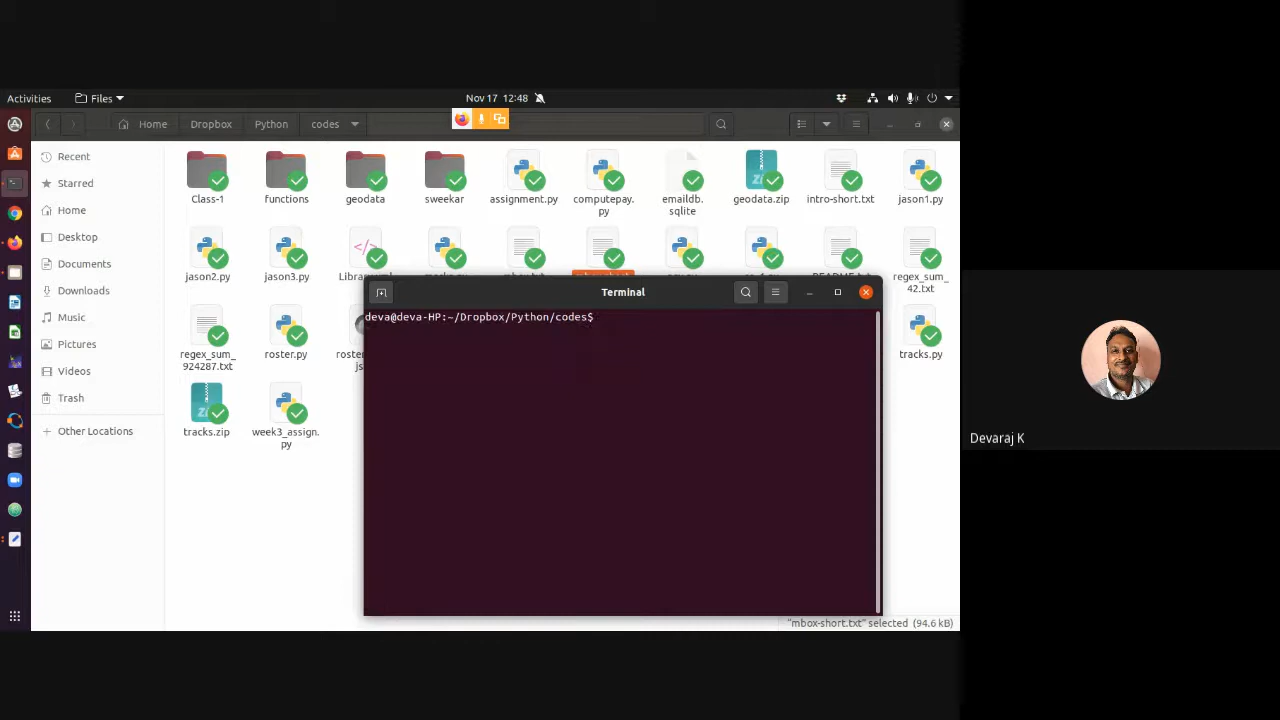 Activities Files Nov 17 12:48
Home Dropbox Python codes
Recent
Starred
Home
Desktop
Documents
Downloads
Music
Pictures
Videos
Trash
Other Locations
Class-1 functions geodata sweekar assignment.py computepay. emaildb. geodata.zip intro-short.txt jason1.py
py sqlite
jason2.py jason3.py regex_sum_
42.txt
regex_sum_ roster.py roster tracks.py
924287.txt js
tracks.zip week3_assign.
py
Terminal
deva@deva-HP:~/Dropbox/Python/codes$
"mbox-short.txt" selected (94.6 kB)
Devaraj K